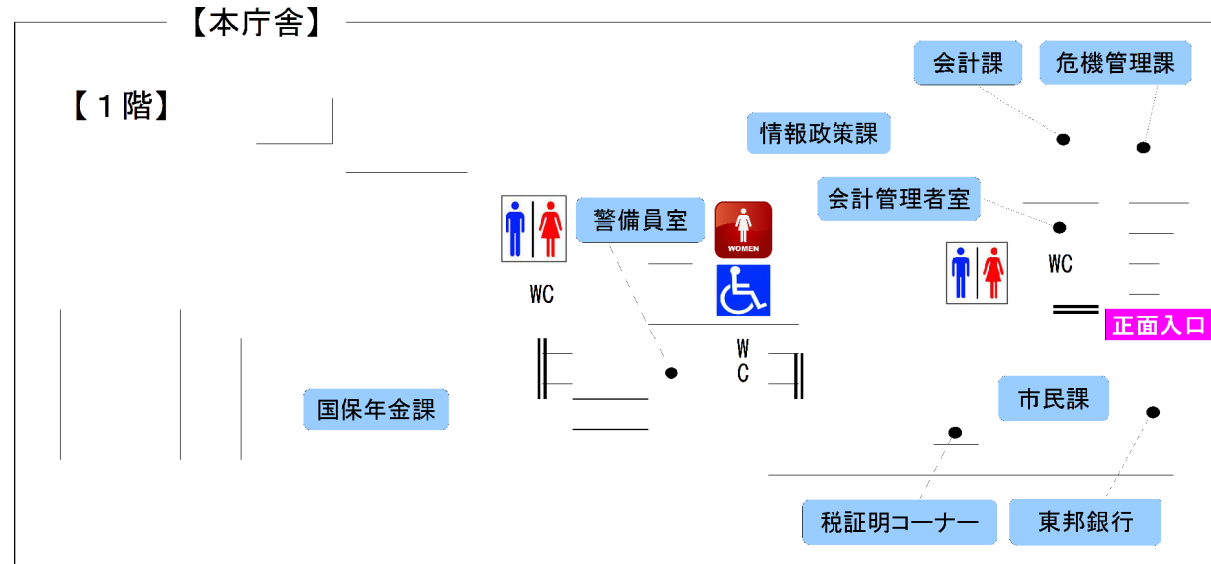 【本庁舎】
【１階】
会計課
危機管理課
情報政策課
会計管理者室
警備員室
WOMEN
WC
WC
正面入口
W
C
国保年金課
市民課
税証明コーナー
東邦銀行